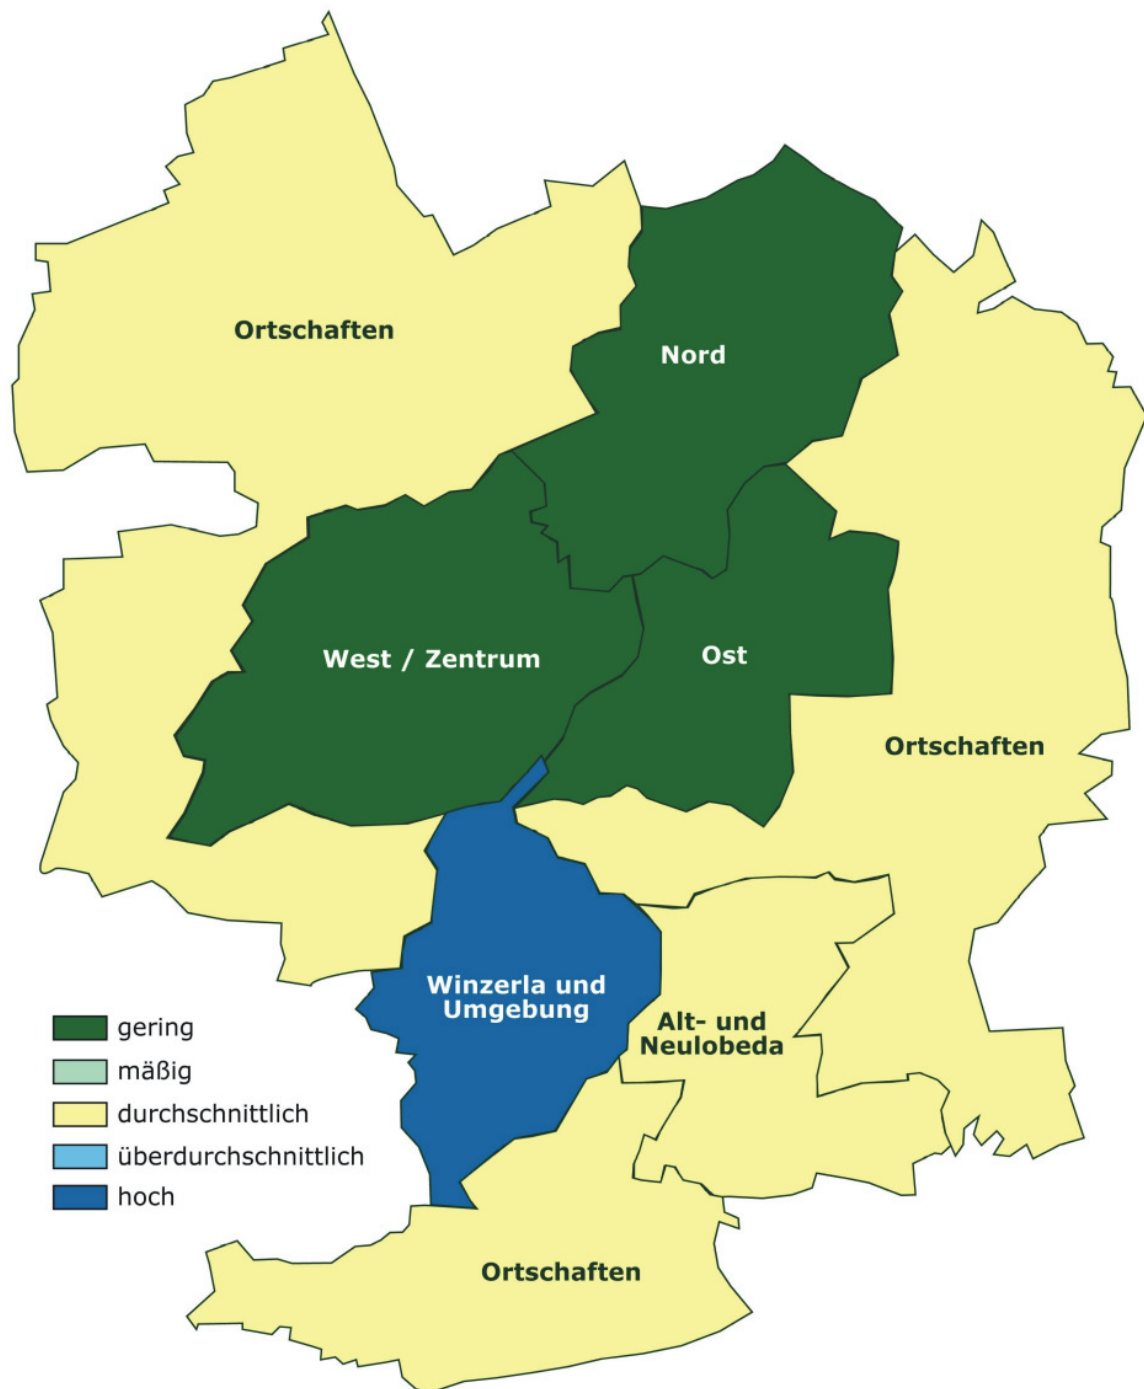 Ortschaften
Nord
West / Zentrum
Ost
Ortschaften
Winzerla und
Umgebung
Alt- und
Neulobeda
gering
mäßig
durchschnittlich
überdurchschnittlich
hoch
Ortschaften